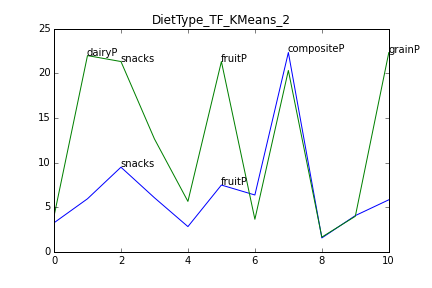 DietType_TF_KMeans_2
25
20
15
10
5
0
dairyP
snacks
fruitP
compositeP
grainP
snacks
fruitP
0 2 4 6 8 10